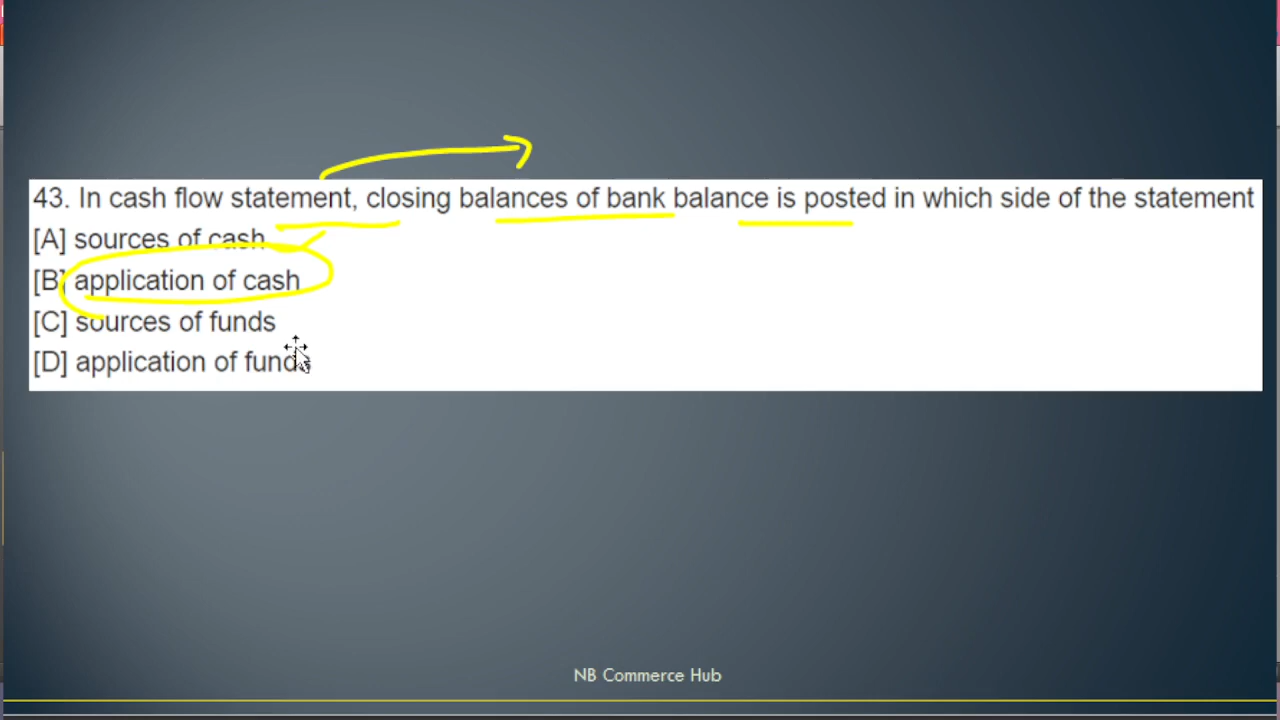 43. In cash flow statement, closing balances of bank balance is posted in which side of the statement
[A] sources of cash
[B] application of cash
[C] sources of funds
[D] application of funds
NB Commerce Hub